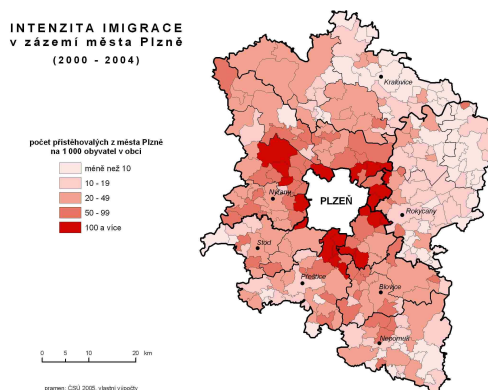 INTENZITA IMIGRACE
v zázemí města Plzně
(2000 - 2004)
počet přistěhovalých z města Plzně
na 1 000 obyvatel v obci
méně než 10
10 - 19
20 - 49
50 - 99
100 a více
Kralovice
PLZEŇ
Nýřany
Rokycany
Stod
Přeštice
Blovice
Nepomuk
0 10 20 km
pramen: ČSÚ 2005, vlastní výpočty